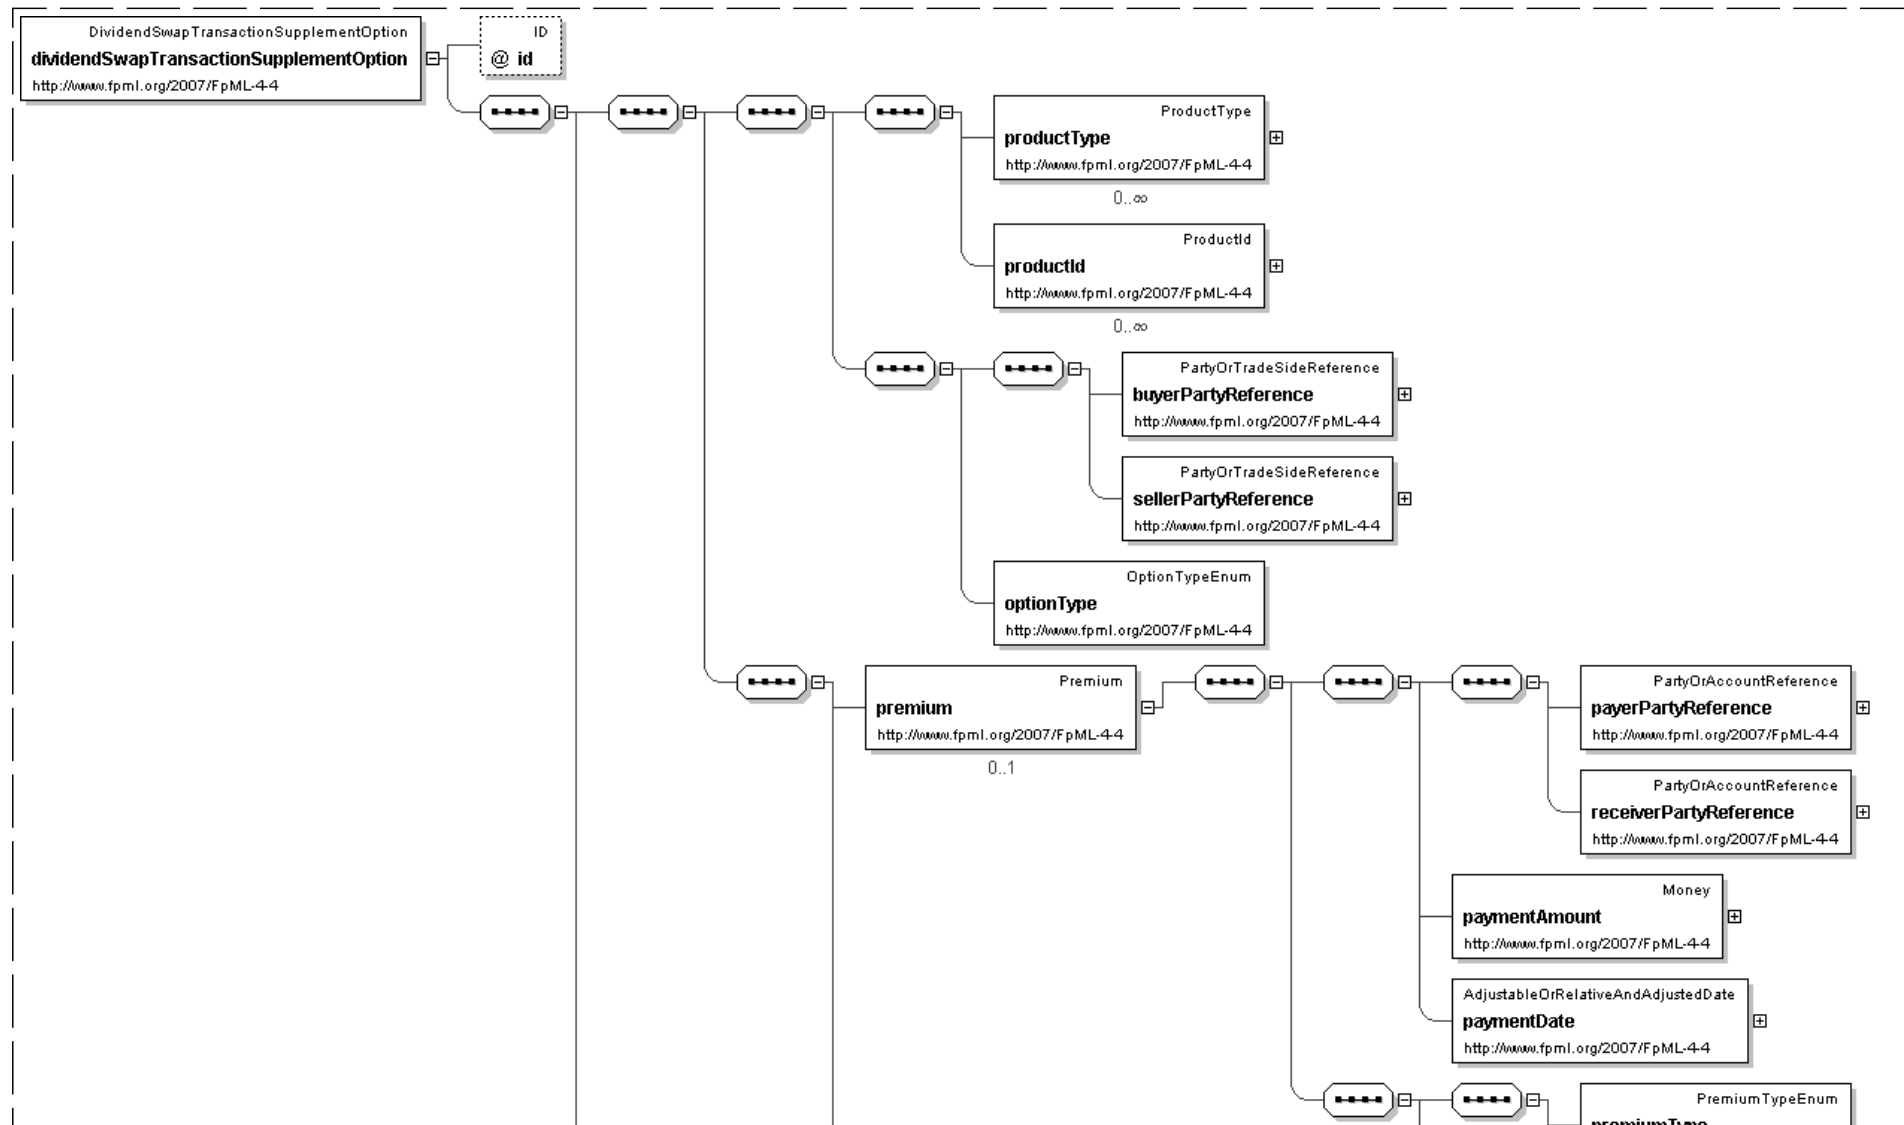 DividendSwapTransactionSupplementOption
dividendSwapTransactionSupplementOption
http://www.fpml.org/2007/FpML-4-4
ID
@ id
ProductType
productType
http://www.fpml.org/2007/FpML-4-4
0..∞
ProductId
productId
http://www.fpml.org/2007/FpML-4-4
0..∞
PartyOrTradeSideReference
buyerPartyReference
http://www.fpml.org/2007/FpML-4-4
PartyOrTradeSideReference
sellerPartyReference
http://www.fpml.org/2007/FpML-4-4
OptionTypeEnum
optionType
http://www.fpml.org/2007/FpML-4-4
Premium
premium
http://www.fpml.org/2007/FpML-4-4
0..1
PartyOrAccountReference
payerPartyReference
http://www.fpml.org/2007/FpML-4-4
PartyOrAccountReference
receiverPartyReference
http://www.fpml.org/2007/FpML-4-4
Money
paymentAmount
http://www.fpml.org/2007/FpML-4-4
AdjustableOrRelativeAndAdjustedDate
paymentDate
http://www.fpml.org/2007/FpML-4-4
PremiumTypeEnum
premiumType